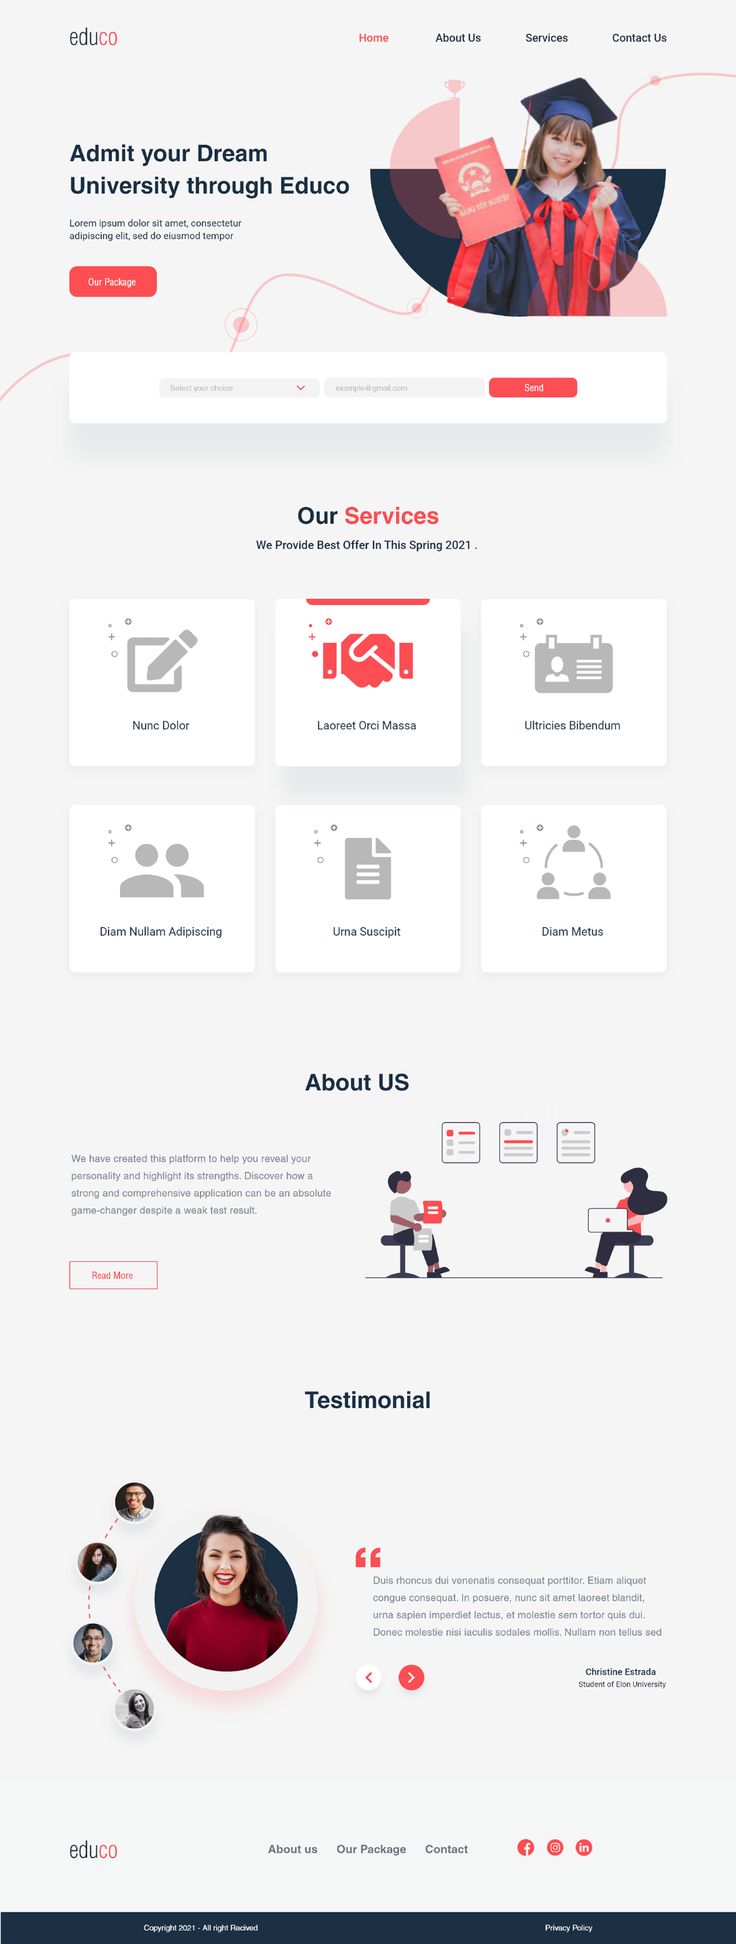 educo
Home About Us Services Contact Us
Admit your Dream
University through Educo
Lorem ipsum dolor sit amet, consectetur
adipiscing elit, sed do eiusmod tempor
Our Package
BẰNG TỐT NGHIỆP
Select your choice
example@gmail.com
Send
Our Services
We Provide Best Offer In This Spring 2021 .
Nunc Dolor
Laoreet Orci Massa
Ultricies Bibendum
Diam Nullam Adipiscing
Urna Suscipit
Diam Metus
About US
We have created this platform to help you reveal your
personality and highlight its strengths. Discover how a
strong and comprehensive application can be an absolute
game-changer despite a weak test result.
Read More
Testimonial
Duis rhoncus dui venenatis consequat porttitor. Etiam aliquet
congue consequat. In posuere, nunc sit amet laoreet blandit,
urna sapien imperdiet lectus, et molestie sem tortor quis dui.
Donec molestie nisi iaculis sodales mollis. Nullam non tellus sed
Christine Estrada
Student of Elon University
educo
About us Our Package Contact
Copyright 2021 - All right Recived
Privacy Policy